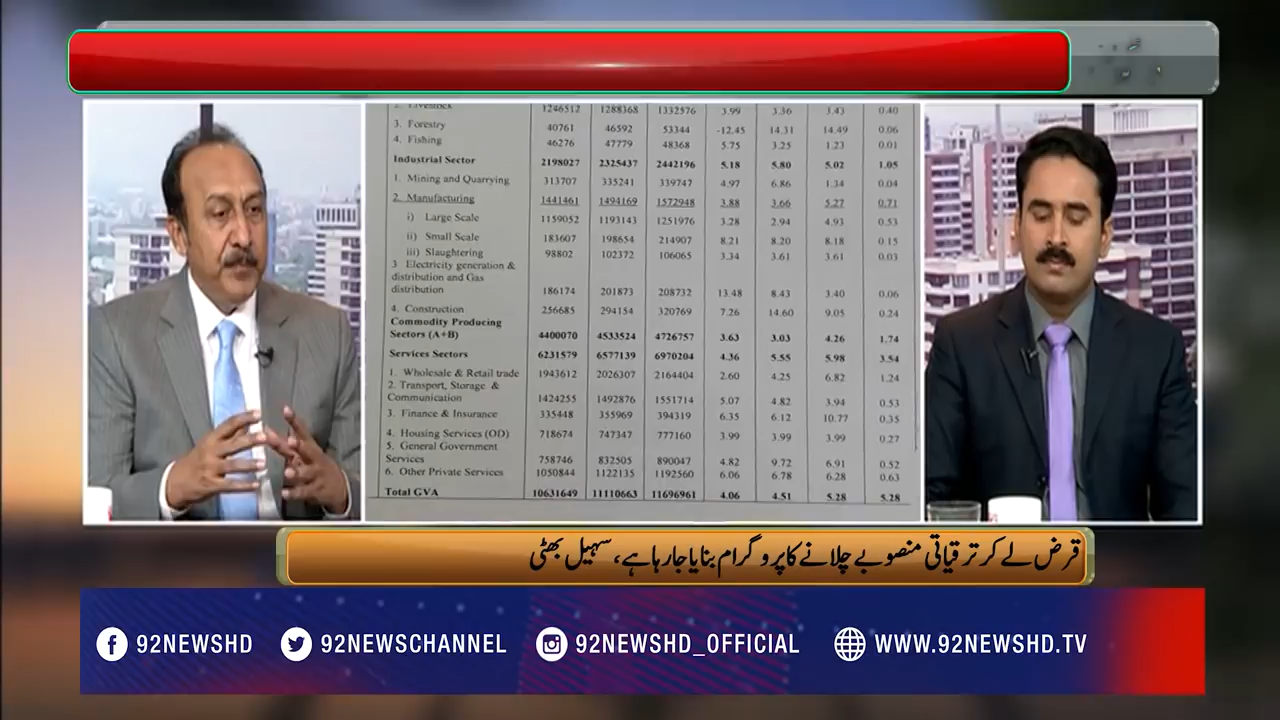 2. Livestock 1246512 1288368 1332576 3.99 3.36 3.43 0.40
3. Forestry 40761 46592 53344 -12.45 14.31 14.49 0.06
4. Fishing 46276 47779 48368 5.75 3.25 1.23 0.01
Industrial Sector 2198027 2325437 2442196 5.18 5.80 5.02 1.05
1. Mining and Quarrying 313707 335241 339747 4.97 6.86 1.34 0.04
2. Manufacturing 1441461 1494169 1572948 3.88 3.66 5.27 0.71
i) Large Scale 1159052 1193143 1251976 3.28 2.94 4.93 0.53
ii) Small Scale 183607 198654 214907 8.21 8.20 8.18 0.15
iii) Slaughtering 98802 102372 106065 3.34 3.61 3.61 0.03
3 Electricity generation &
distribution and Gas
distribution 186174 201873 208732 13.48 8.43 3.40 0.06
4. Construction 256685 294154 320769 7.26 14.60 9.05 0.24
Commodity Producing
Sectors (A+B) 4400070 4533524 4726757 3.63 3.03 4.26 1.74
Services Sectors 6231579 6577139 6970204 4.36 5.55 5.98 3.54
1. Wholesale & Retail trade 1943612 2026307 2164404 2.60 4.25 6.82 1.24
2. Transport, Storage &
Communication 1424255 1492876 1551714 5.07 4.82 3.94 0.53
3. Finance & Insurance 335448 355969 394319 6.35 6.12 10.77 0.35
4. Housing Services (OD) 718674 747347 777160 3.99 3.99 3.99 0.27
5. General Government
Services 758746 832505 890047 4.82 9.72 6.91 0.52
6. Other Private Services 1050844 1122135 1192560 6.06 6.78 6.28 0.63
Total GVA 10631649 11110663 11696961 4.06 4.51 5.28 5.28
قرض لے کر ترقیاتی منصوبے چلانے کا پروگرام بنایا جارہا ہے، سہیل بھٹی
92NEWSHD 92NEWSCHANNEL 92NEWSHD_OFFICIAL WWW.92NEWSHD.TV